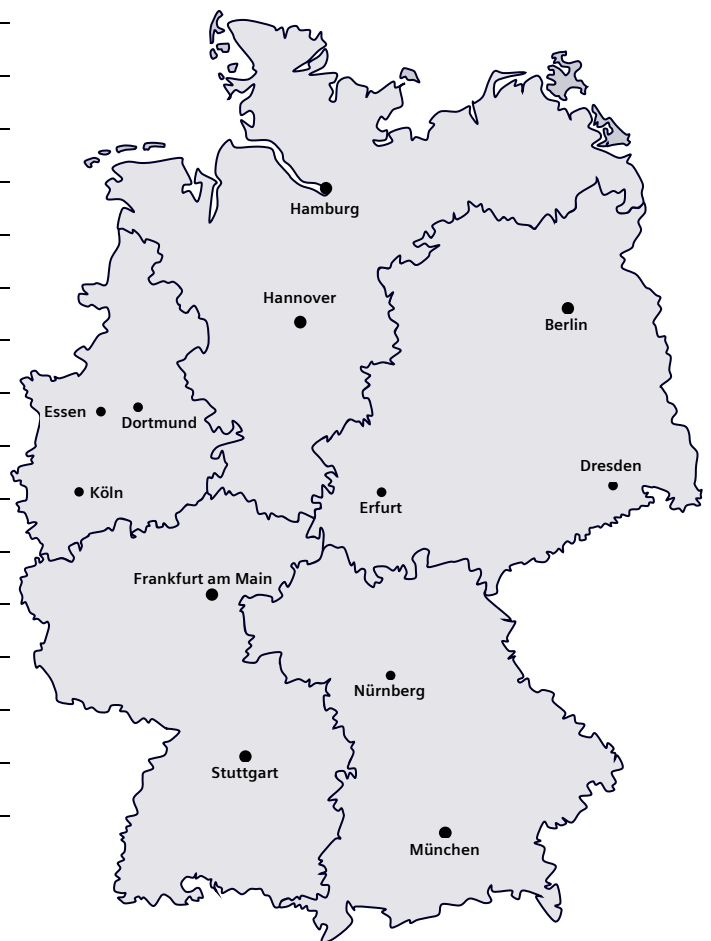 Hamburg
Hannover
Berlin
Essen
Dortmund
Dresden
Köln
Erfurt
Frankfurt am Main
Nürnberg
Stuttgart
München